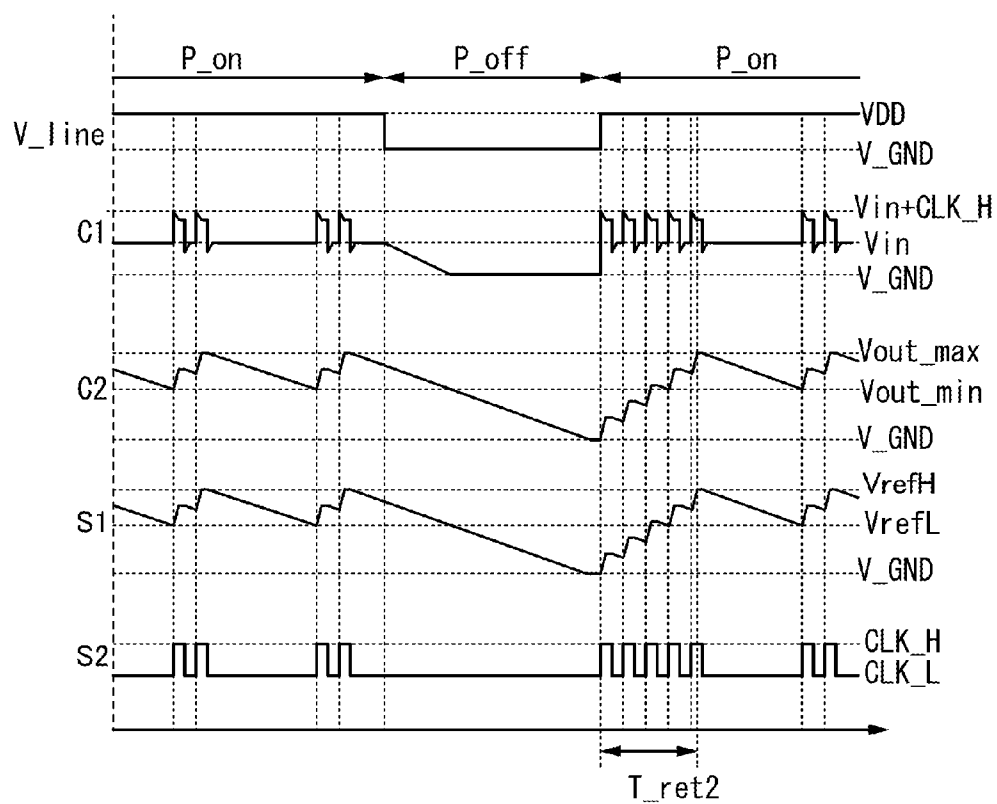 P_on P_off P_on
V_line
VDD
V_GND
C1
Vin+CLK_H
Vin
V_GND
C2
Vout_max
Vout_min
V_GND
S1
VrefH
VrefL
V_GND
S2
CLK_H
CLK_L
T_ret2